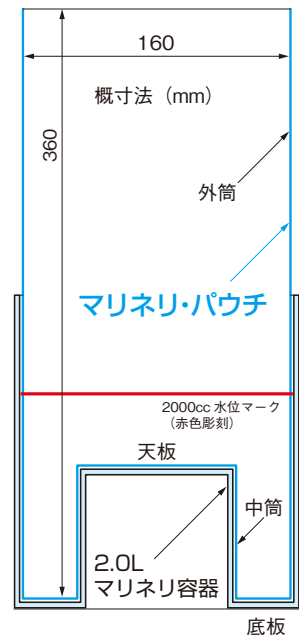 160
概寸法（mm）
360
外筒
マリネリ・パウチ
2000cc 水位マーク
（赤色彫刻）
天板
中筒
2.0L
マリネリ容器
底板